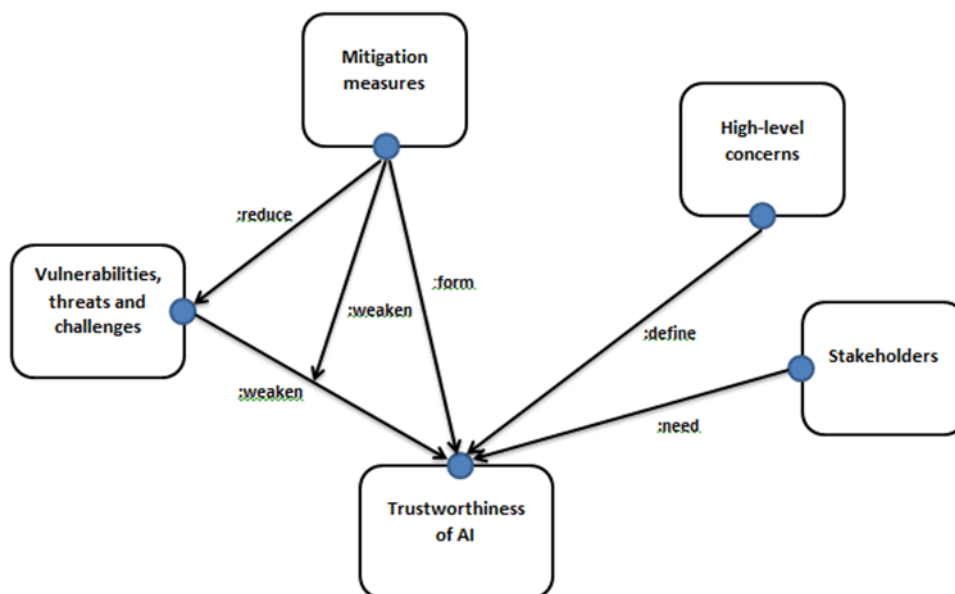 Mitigation
measures
High-level
concerns
:reduce
Vulnerabilities,
threats and
challenges
:form
:weaken
:define
Stakeholders
:weaken
:need
Trustworthiness
of AI